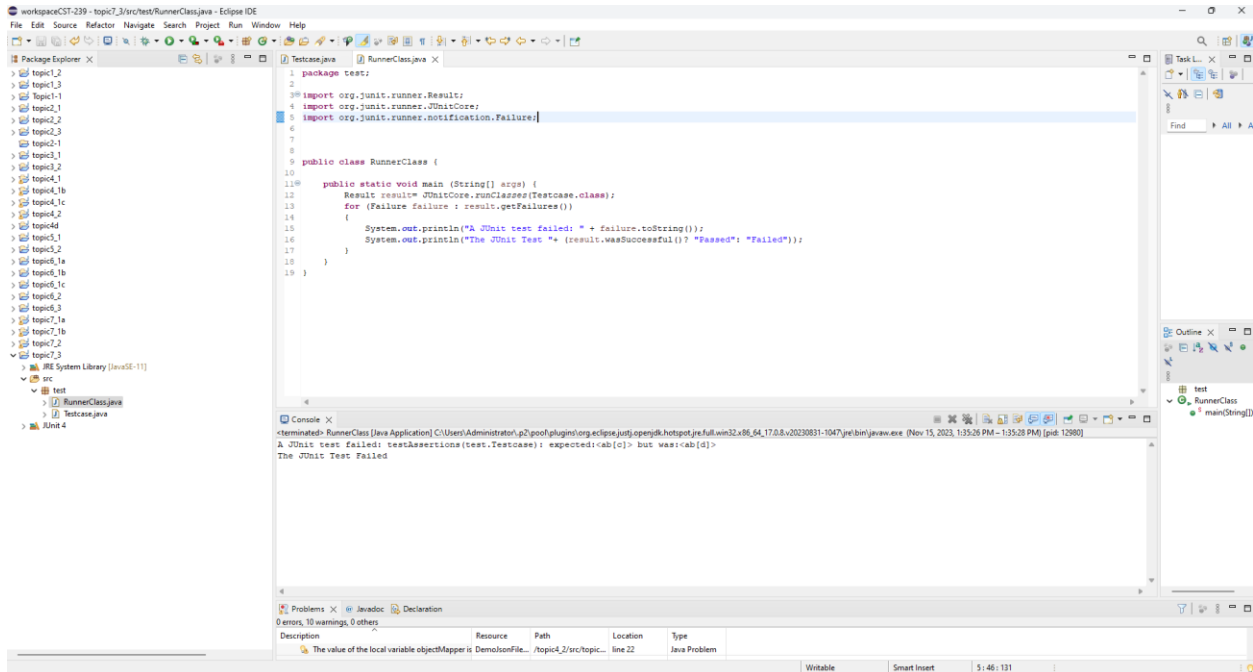 workspaceCST-239 - topic7_3/src/test/RunnerClass.java - Eclipse IDE
File Edit Source Refactor Navigate Search Project Run Window Help
Package Explorer
topic1_2
topic1_3
Topic1-1
topic2_1
topic2_2
topic2_3
topic2-1
topic3_1
topic3_2
topic4_1
topic4_1b
topic4_1c
topic4_2
topic4d
topic5_1
topic5_2
topic6_1a
topic6_1b
topic6_1c
topic6_2
topic6_3
topic7_1a
topic7_1b
topic7_2
topic7_3
JRE System Library [JavaSE-11]
src
test
RunnerClass.java
Testcase.java
JUnit 4
Testcase.java RunnerClass.java
1 package test;
2
3 import org.junit.runner.Result;
4 import org.junit.runner.JUnitCore;
5 import org.junit.runner.notification.Failure;
6
7
8
9 public class RunnerClass {
10
11 public static void main (String[] args) {
12 Result result= JUnitCore.runClasses(Testcase.class);
13 for (Failure failure : result.getFailures())
14 {
15 System.out.println("A JUnit test failed: " + failure.toString());
16 System.out.println("The JUnit Test "+ (result.wasSuccessful()? "Passed": "Failed"));
17 }
18 }
19 }
Task L...
Find All A
Outline
test
RunnerClass
main(String[])
Console
<terminated> RunnerClass [Java Application] C:\Users\Administrator\.p2\pool\plugins\org.eclipse.justj.openjdk.hotspot.jre.full.win32.x86_64_17.0.8.v20230831-1047\jre\bin\javaw.exe (Nov 15, 2023, 1:35:26 PM – 1:35:28 PM) [pid: 12980]
A JUnit test failed: testAssertions(test.Testcase): expected:<ab[c]> but was:<ab[d]>
The JUnit Test Failed
Problems Javadoc Declaration
0 errors, 10 warnings, 0 others
Description Resource Path Location Type
The value of the local variable objectMapper is DemoJsonFile... /topic4_2/src/topic... line 22 Java Problem
Writable Smart Insert 5 : 46 : 131